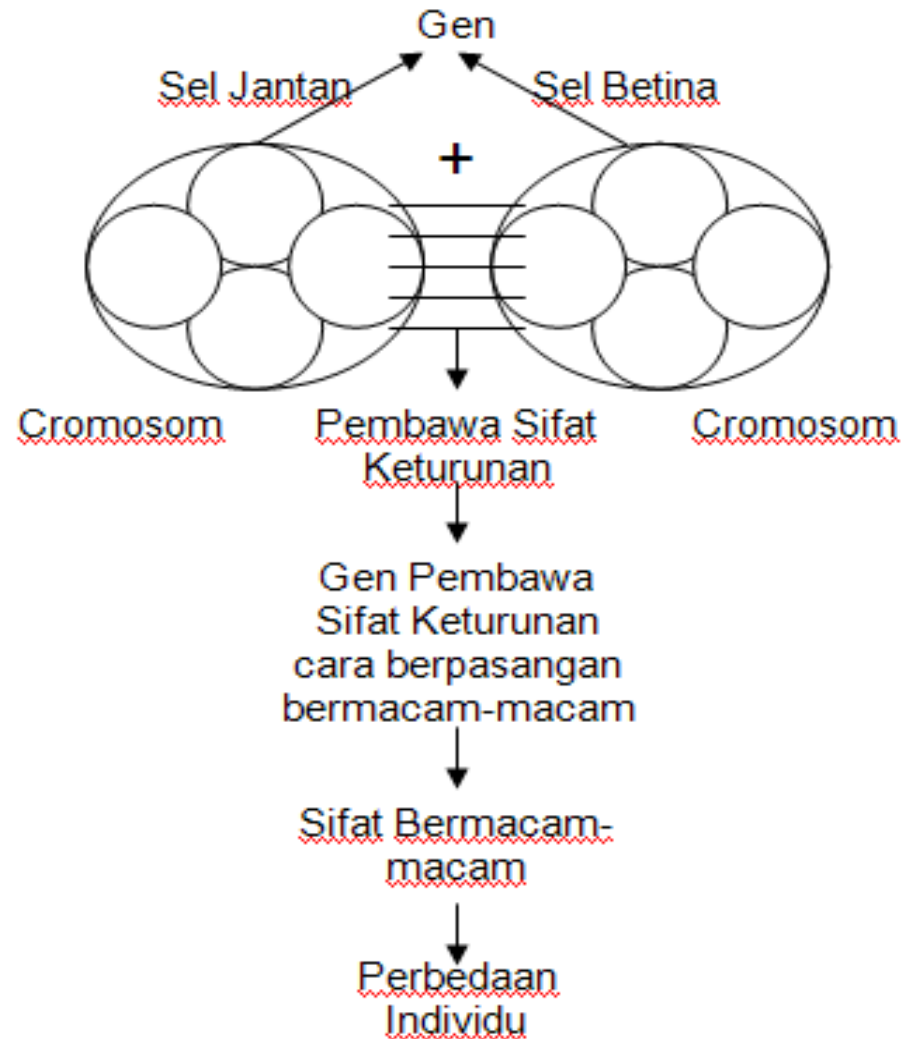 Gen
Sel Jantan
Sel Betina
+
Cromosom
Pembawa Sifat
Keturunan
Cromosom
Gen Pembawa
Sifat Keturunan
cara berpasangan
bermacam-macam
Sifat Bermacam-
macam
Perbedaan
Individu